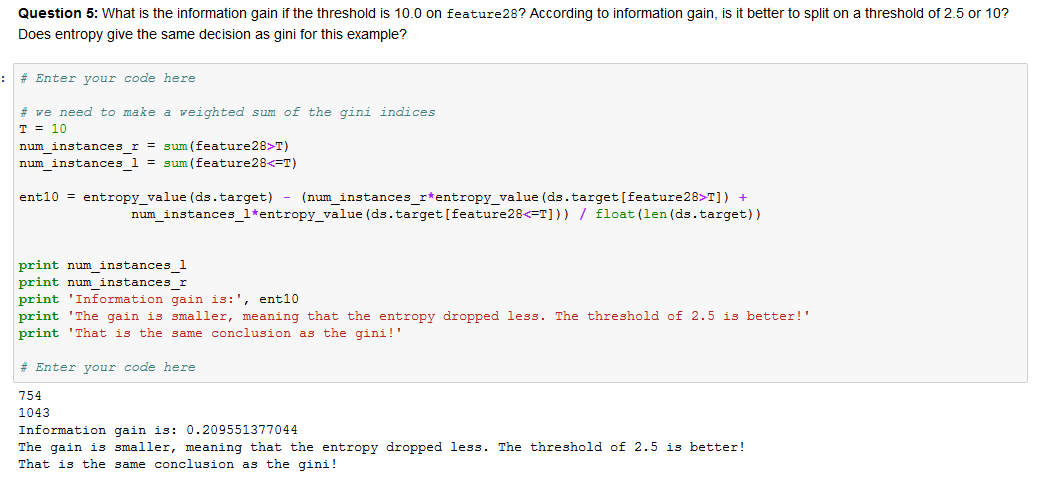 Question 5: What is the information gain if the threshold is 10.0 on feature28? According to information gain, is it better to split on a threshold of 2.5 or 10?
Does entropy give the same decision as gini for this example?
: # Enter your code here
# we need to make a weighted sum of the gini indices
T = 10
num_instances_r = sum(feature28>T)
num_instances_l = sum(feature28<=T)
ent10 = entropy_value(ds.target) - (num_instances_r*entropy_value(ds.target[feature28>T]) +
num_instances_l*entropy_value(ds.target[feature28<=T])) / float(len(ds.target))
print num_instances_l
print num_instances_r
print 'Information gain is:', ent10
print 'The gain is smaller, meaning that the entropy dropped less. The threshold of 2.5 is better!'
print 'That is the same conclusion as the gini!'
# Enter your code here
754
1043
Information gain is: 0.209551377044
The gain is smaller, meaning that the entropy dropped less. The threshold of 2.5 is better!
That is the same conclusion as the gini!